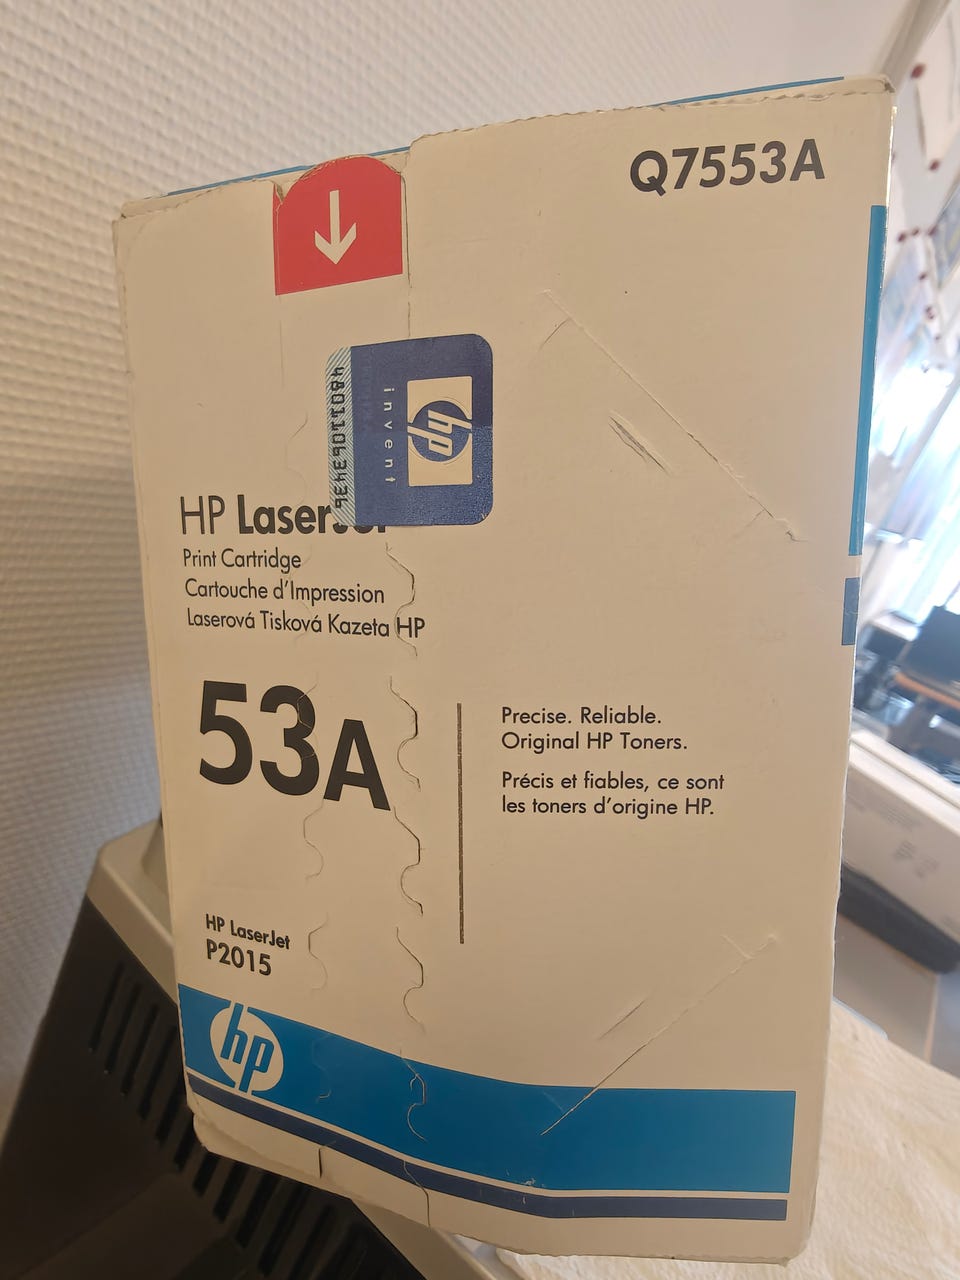 Q7553A
480110634396
invent
hp
HP LaserJet
Print Cartridge
Cartouche d'Impression
Laserová Tisková Kazeta HP
53A
Precise. Reliable.
Original HP Toners.
Précis et fiables, ce sont
les toners d'origine HP.
HP LaserJet
P2015
hp